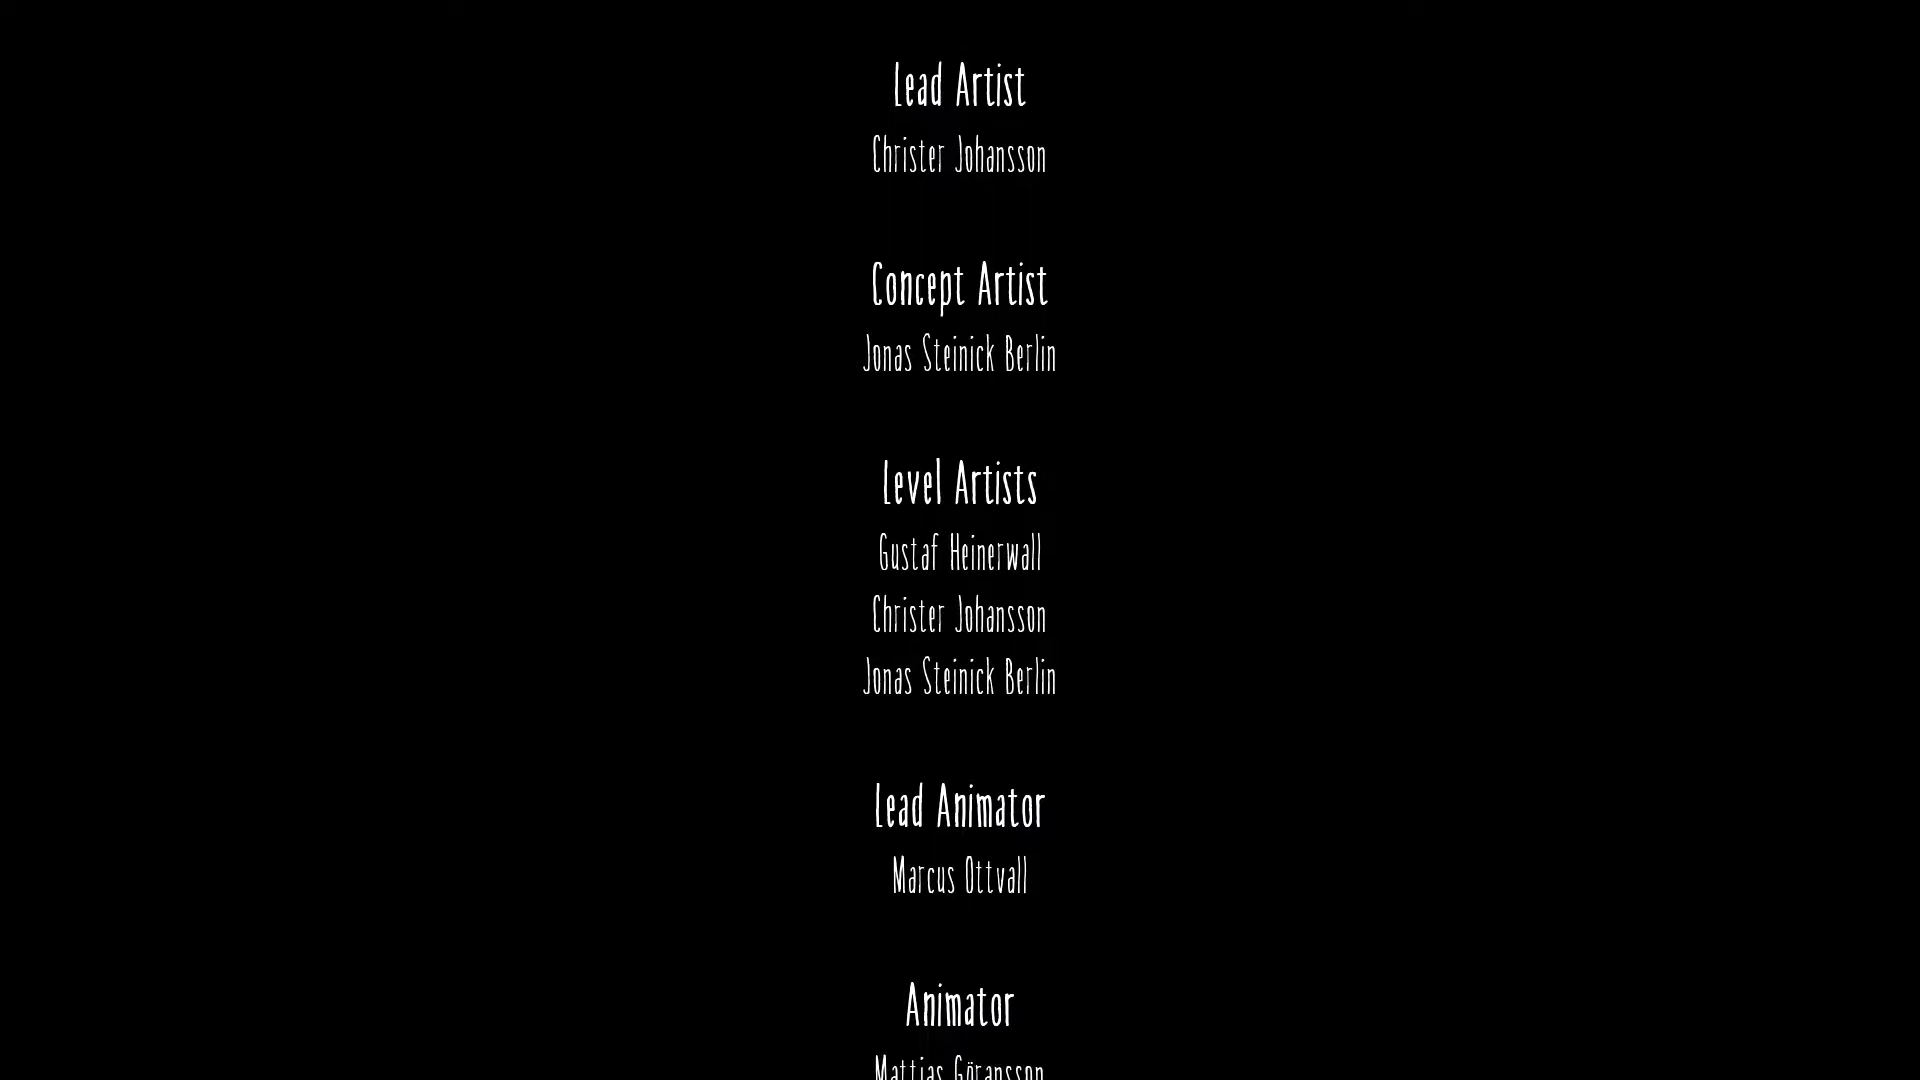 Lead Artist
Christer Johansson
Concept Artist
Jonas Steinick Berlin
Level Artists
Gustaf Heinerwall
Christer Johansson
Jonas Steinick Berlin
Lead Animator
Marcus Ottvall
Animator
Mattias Göransson